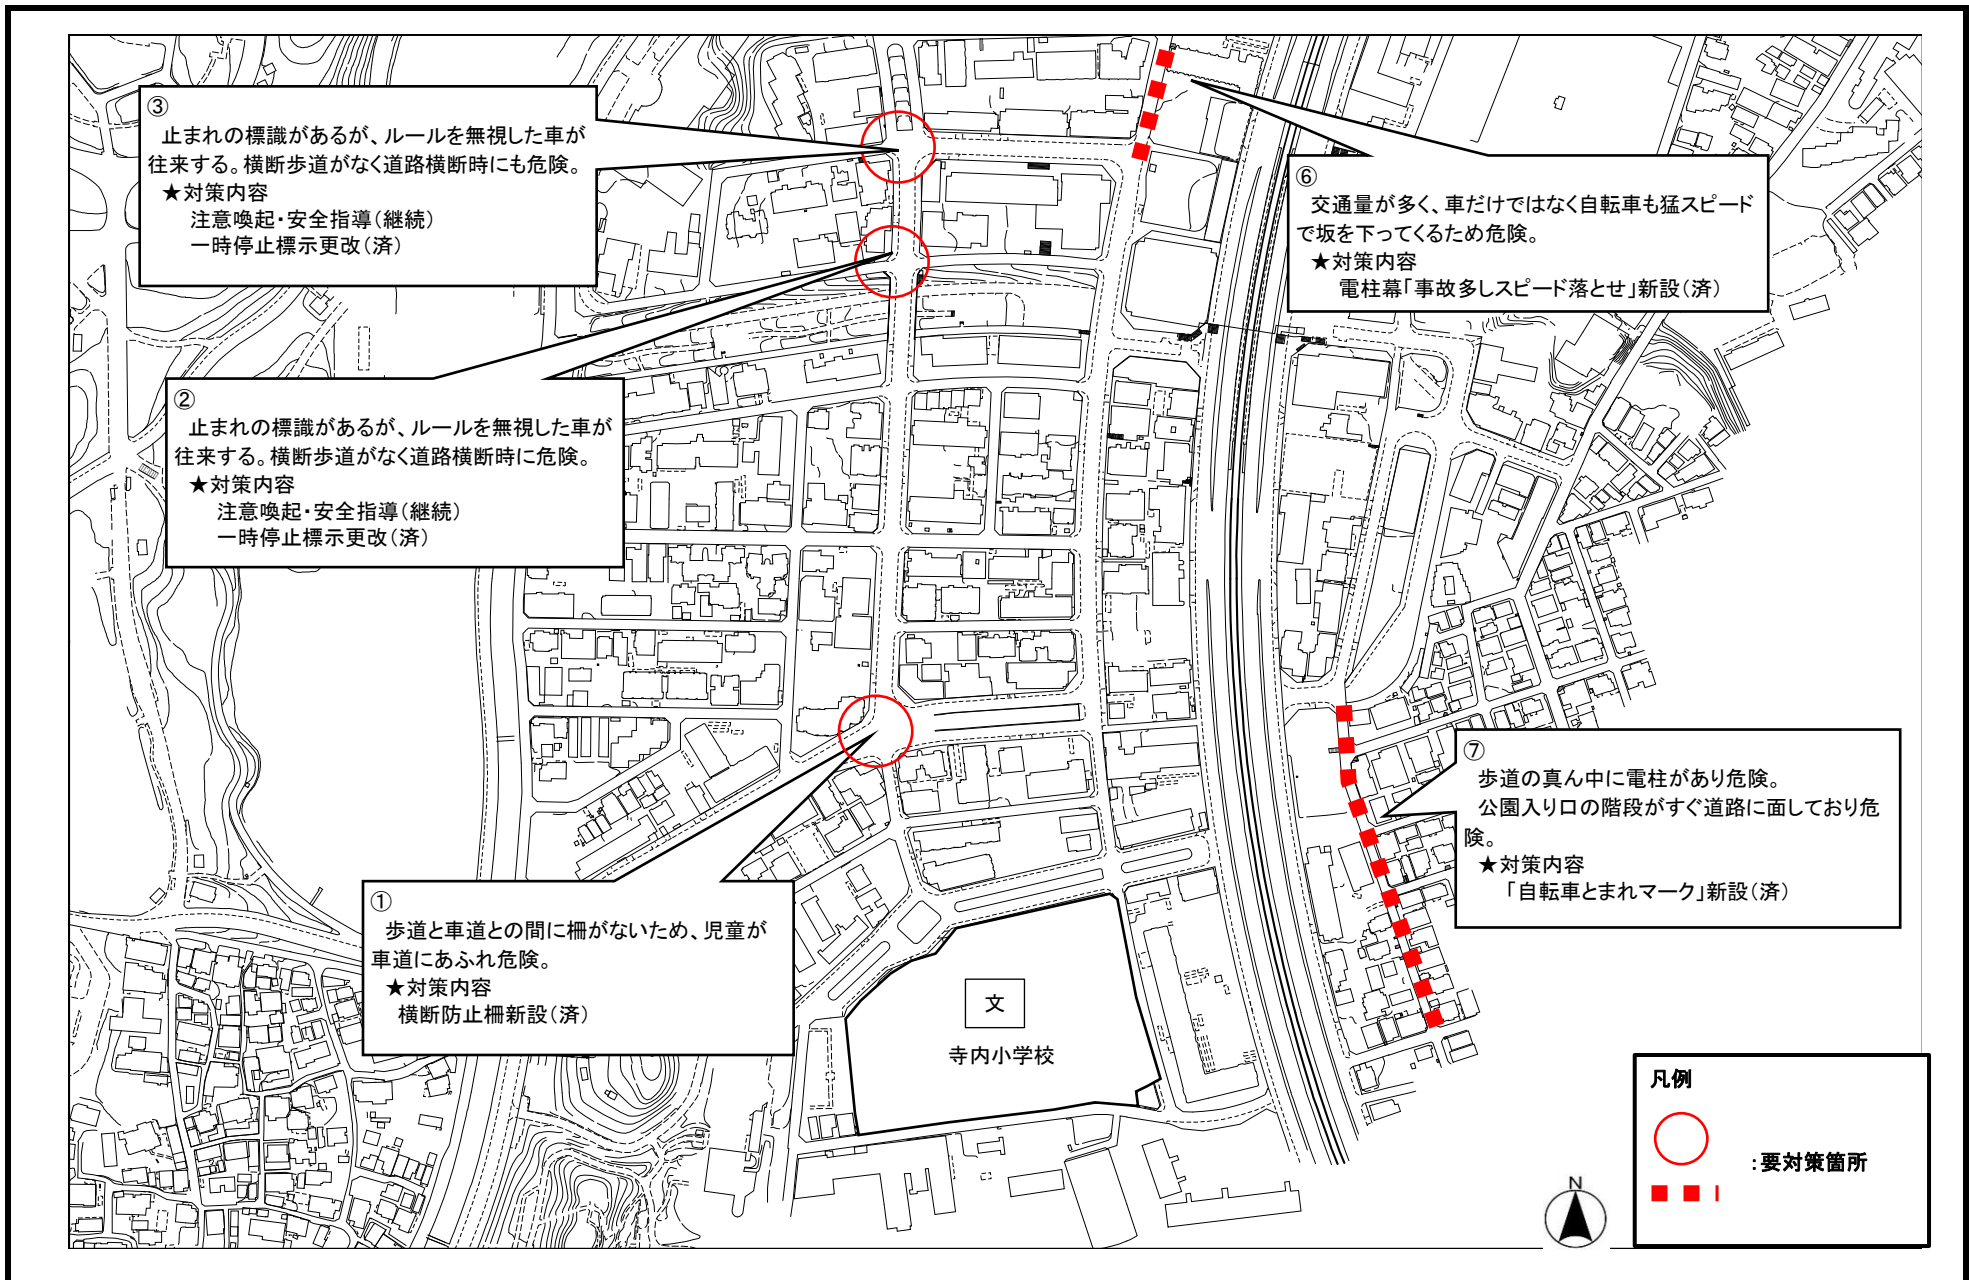 ③
止まれの標識があるが、ルールを無視した車が
往来する。横断歩道がなく道路横断時にも危険。
★対策内容
注意喚起・安全指導（継続）
一時停止標示更改（済）
⑥
交通量が多く、車だけではなく自転車も猛スピード
で坂を下ってくるため危険。
★対策内容
電柱幕「事故多しスピード落とせ」新設（済）
②
止まれの標識があるが、ルールを無視した車が
往来する。横断歩道がなく道路横断時に危険。
★対策内容
注意喚起・安全指導（継続）
一時停止標示更改（済）
⑦
歩道の真ん中に電柱があり危険。
公園入り口の階段がすぐ道路に面しており危
険。
★対策内容
「自転車とまれマーク」新設（済）
①
歩道と車道との間に柵がないため、児童が
車道にあふれ危険。
★対策内容
横断防止柵新設（済）
文
寺内小学校
凡例
：要対策箇所
N